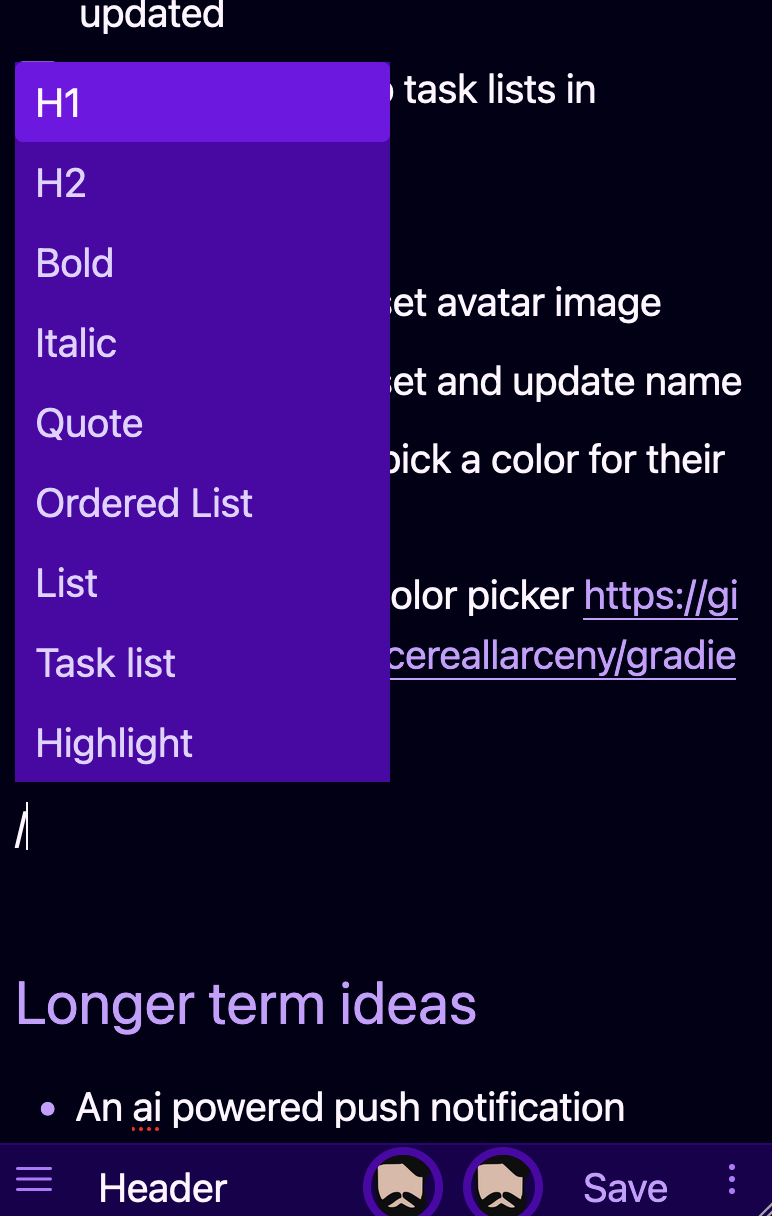 updated
H1
task lists in
H2
Bold
set avatar image
Italic
set and update name
Quote
pick a color for their
Ordered List
List
olor picker https://gi
Task list
cereallarceny/gradie
Highlight
/
Longer term ideas
• An ai powered push notification
Header
Save